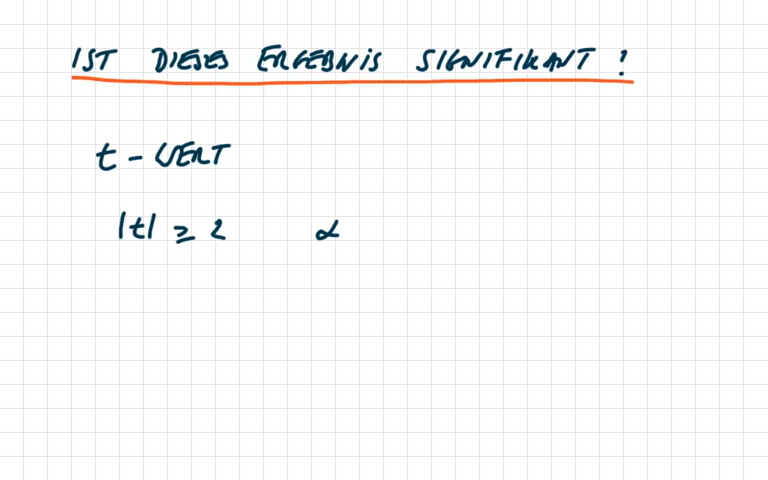 IST DIESES ERGEBNIS SIGNIFIKANT?
t - WERT
|t| ≥ 2 α